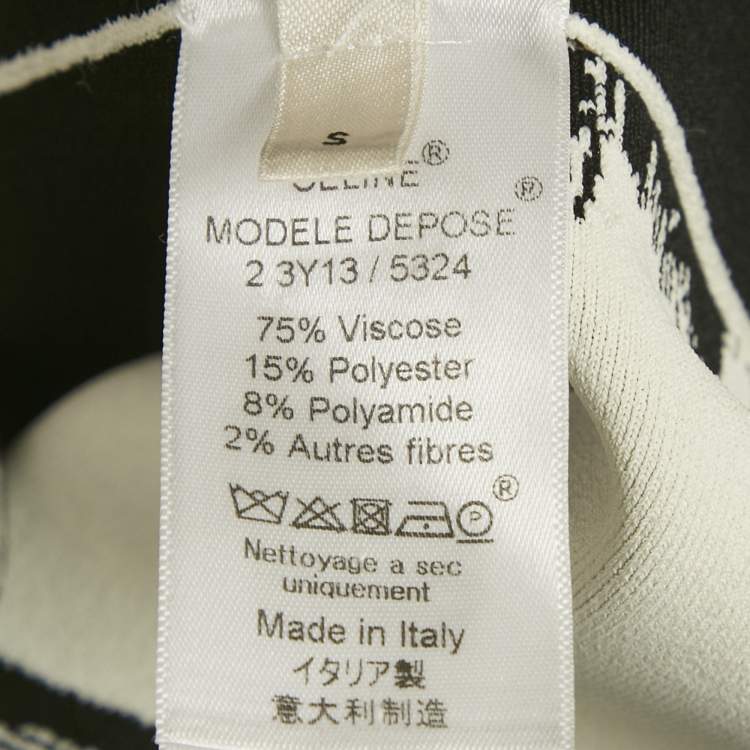 S
CELINE®
MODELE DEPOSE®
2 3Y13 / 5324
75% Viscose
15% Polyester
8% Polyamide
2% Autres fibres
P ®
Nettoyage a sec
uniquement
Made in Italy
イタリア製
意大利制造